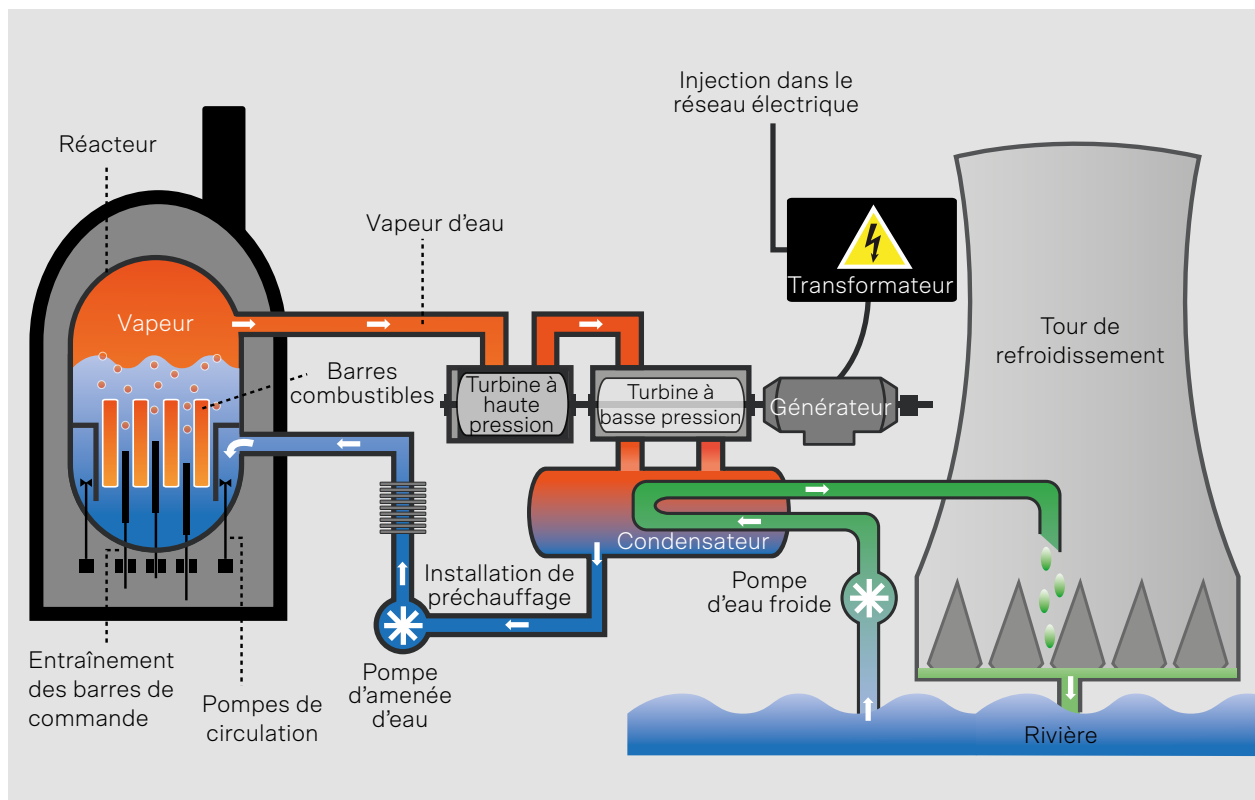 Injection dans le
réseau électrique
Réacteur
Vapeur d'eau
Transformateur
Vapeur
Tour de
refroidissement
Barres
combustibles
Turbine à
haute
pression
Turbine à
basse pression
Générateur
Condensateur
Installation de
préchauffage
Pompe
d'eau froide
Entraînement
des barres de
commande
Pompes de
circulation
Pompe
d'amenée
d'eau
Rivière